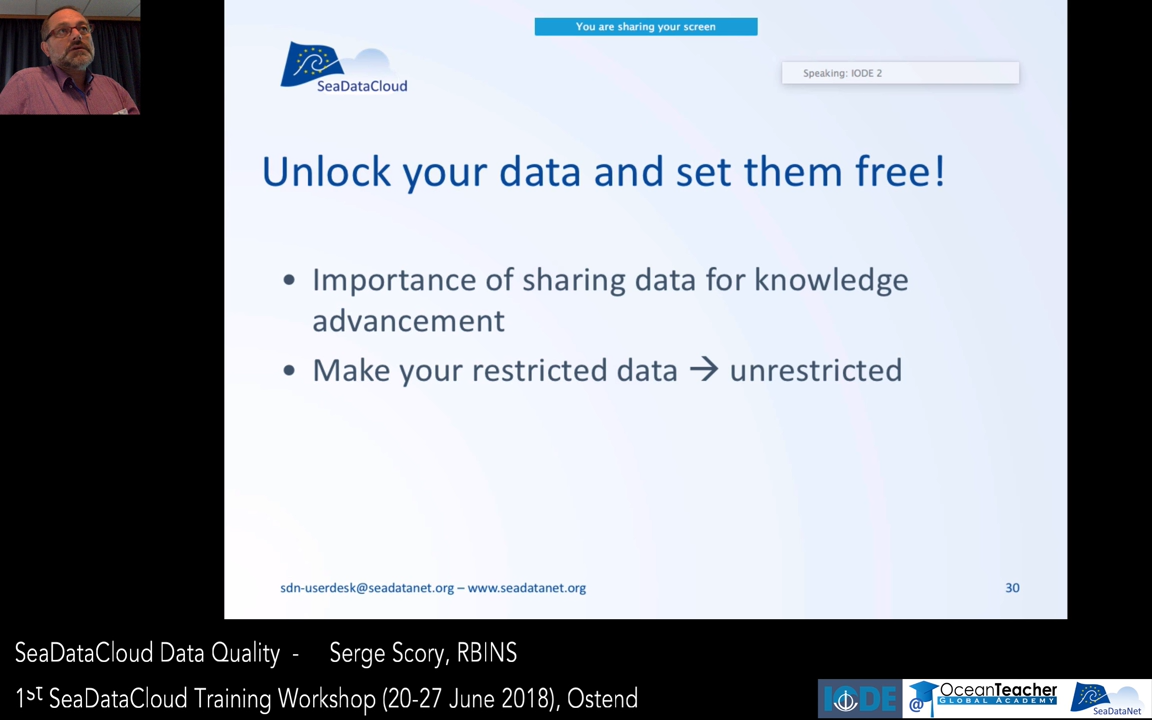 You are sharing your screen
Speaking: IODE 2
SeaDataCloud
Unlock your data and set them free!
• Importance of sharing data for knowledge
advancement
• Make your restricted data → unrestricted
sdn-userdesk@seadatanet.org – www.seadatanet.org
30
SeaDataCloud Data Quality - Serge Scory, RBINS
1st SeaDataCloud Training Workshop (20-27 June 2018), Ostend
IODE
@ OceanTeacher
GLOBAL ACADEMY
SeaDataNet